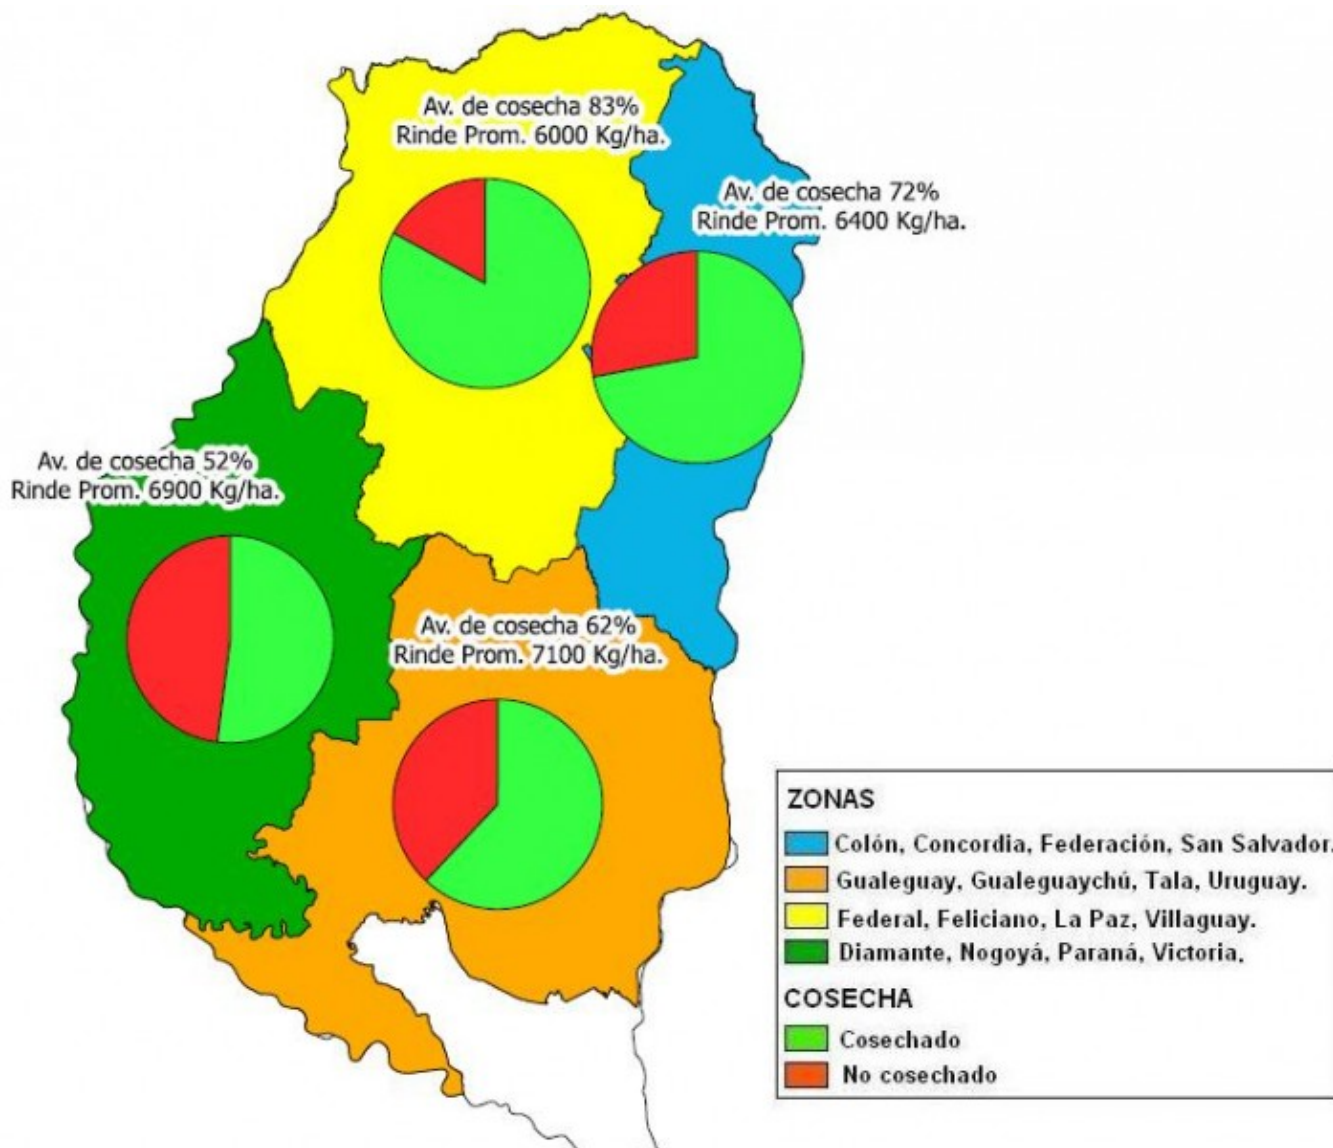 Av. de cosecha 83%
Rinde Prom. 6000 Kg/ha.
Av. de cosecha 72%
Rinde Prom. 6400 Kg/ha.
Av. de cosecha 52%
Rinde Prom. 6900 Kg/ha.
Av. de cosecha 62%
Rinde Prom. 7100 Kg/ha.
ZONAS
Colón, Concordia, Federación, San Salvador.
Gualeguay, Gualeguaychú, Tala, Uruguay.
Federal, Feliciano, La Paz, Villaguay.
Diamante, Nogoyá, Paraná, Victoria.
COSECHA
Cosechado
No cosechado